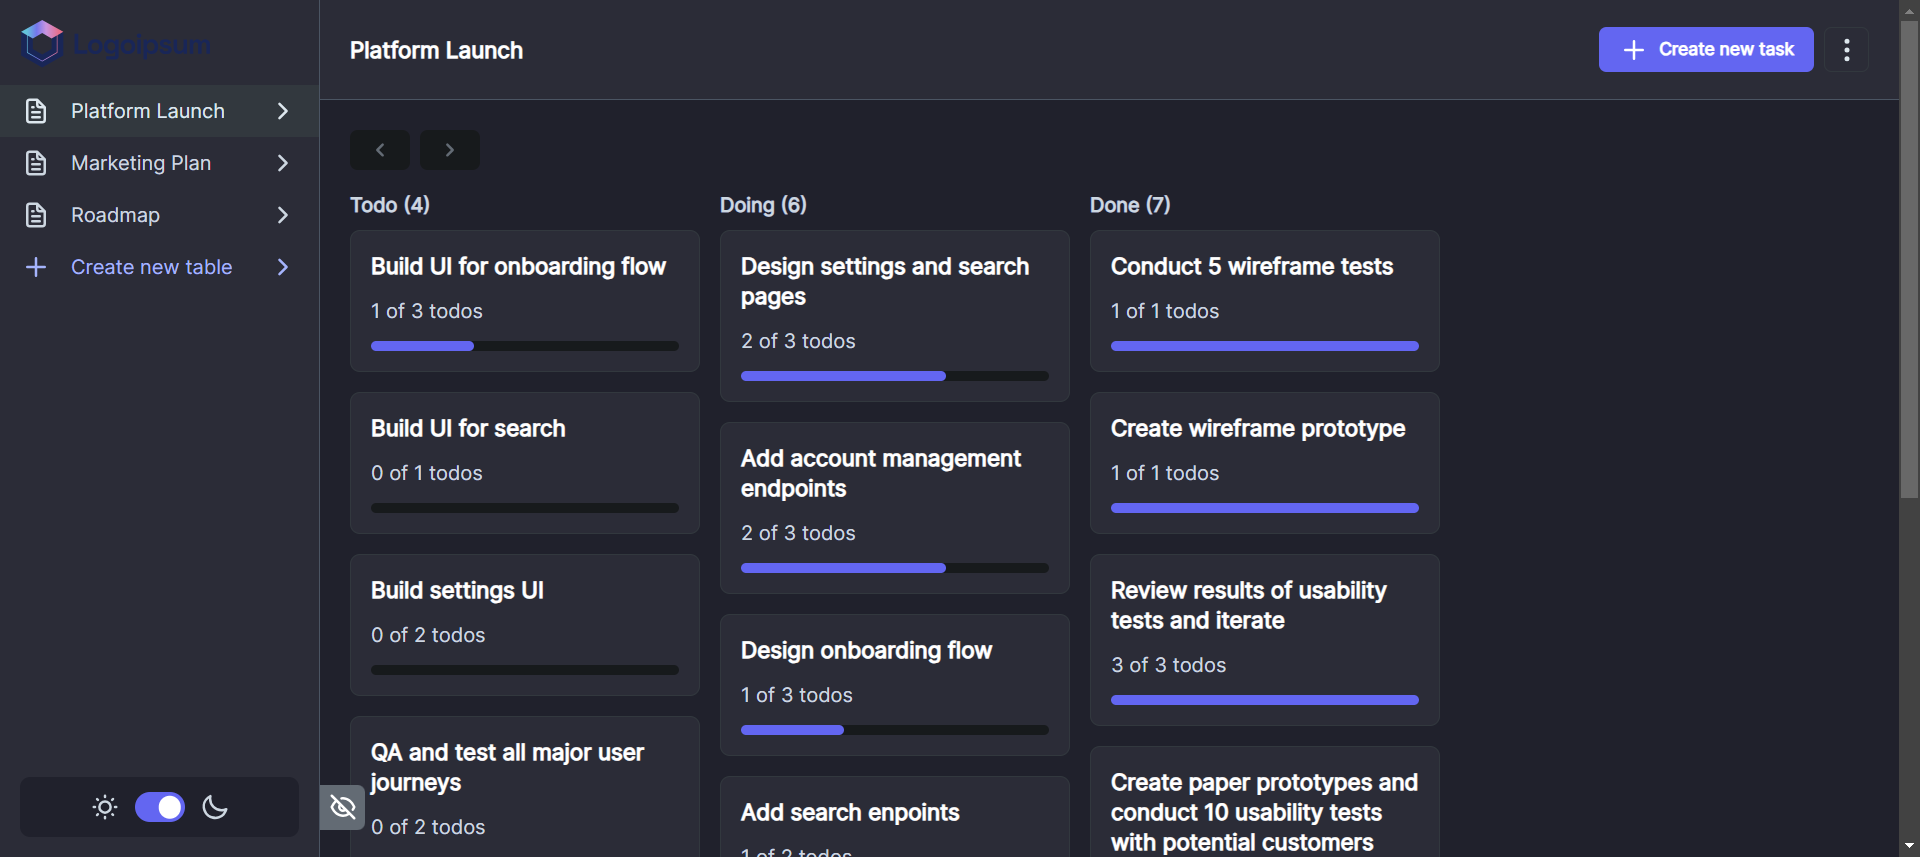 Logoipsum
Platform Launch
Marketing Plan
Roadmap
Create new table
Platform Launch
Create new task
Todo (4)
Build UI for onboarding flow
1 of 3 todos
Build UI for search
0 of 1 todos
Build settings UI
0 of 2 todos
QA and test all major user
journeys
0 of 2 todos
Doing (6)
Design settings and search
pages
2 of 3 todos
Add account management
endpoints
2 of 3 todos
Design onboarding flow
1 of 3 todos
Add search enpoints
1 of 2 todos
Done (7)
Conduct 5 wireframe tests
1 of 1 todos
Create wireframe prototype
1 of 1 todos
Review results of usability
tests and iterate
3 of 3 todos
Create paper prototypes and
conduct 10 usability tests
with potential customers